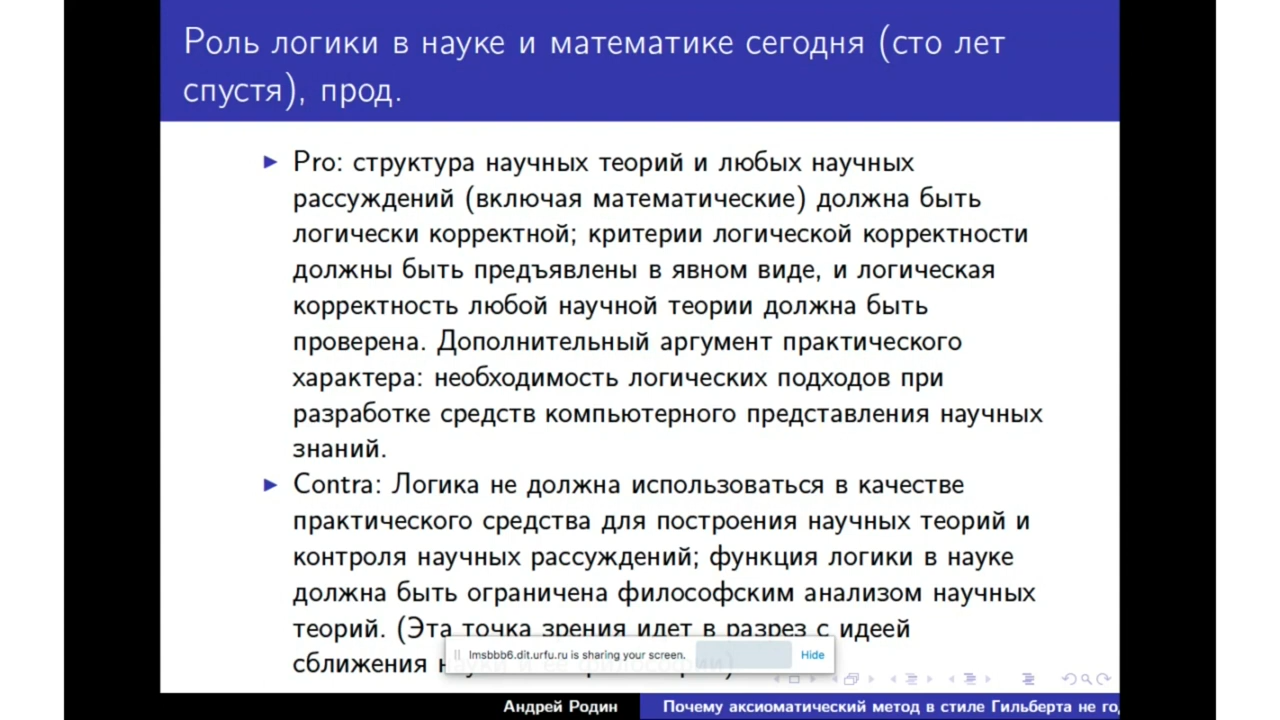 Роль логики в науке и математике сегодня (сто лет
спустя), прод.
Pro: структура научных теорий и любых научных
рассуждений (включая математические) должна быть
логически корректной; критерии логической корректности
должны быть предъявлены в явном виде, и логическая
корректность любой научной теории должна быть
проверена. Дополнительный аргумент практического
характера: необходимость логических подходов при
разработке средств компьютерного представления научных
знаний.
Contra: Логика не должна использоваться в качестве
практического средства для построения научных теорий и
контроля научных рассуждений; функция логики в науке
должна быть ограничена философским анализом научных
теорий. (Эта точка зрения идет в разрез с идеей
сближения науки и её философии)
lmsbbb6.dit.urfu.ru is sharing your screen.
Hide
Андрей Родин
Почему аксиоматический метод в стиле Гильберта не го